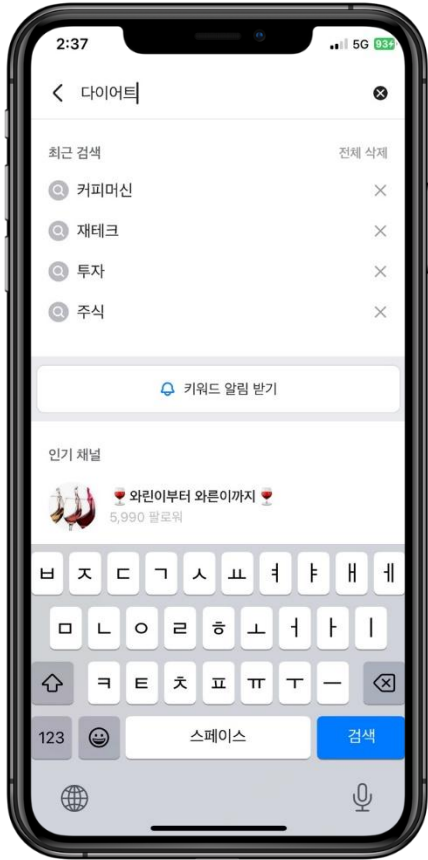 2:37 5G 93
다이어트
최근 검색 전체 삭제
커피머신
재테크
투자
주식
키워드 알림 받기
인기 채널
🍷 와린이부터 와른이까지 🍷
5,990 팔로워
ㅂ ㅈ ㄷ ㄱ ㅅ ㅛ ㅕ ㅑ ㅐ ㅔ
ㅁ ㄴ ㅇ ㄹ ㅎ ㅗ ㅓ ㅏ ㅣ
ㅋ ㅌ ㅊ ㅍ ㅠ ㅜ ㅡ
123 스페이스 검색